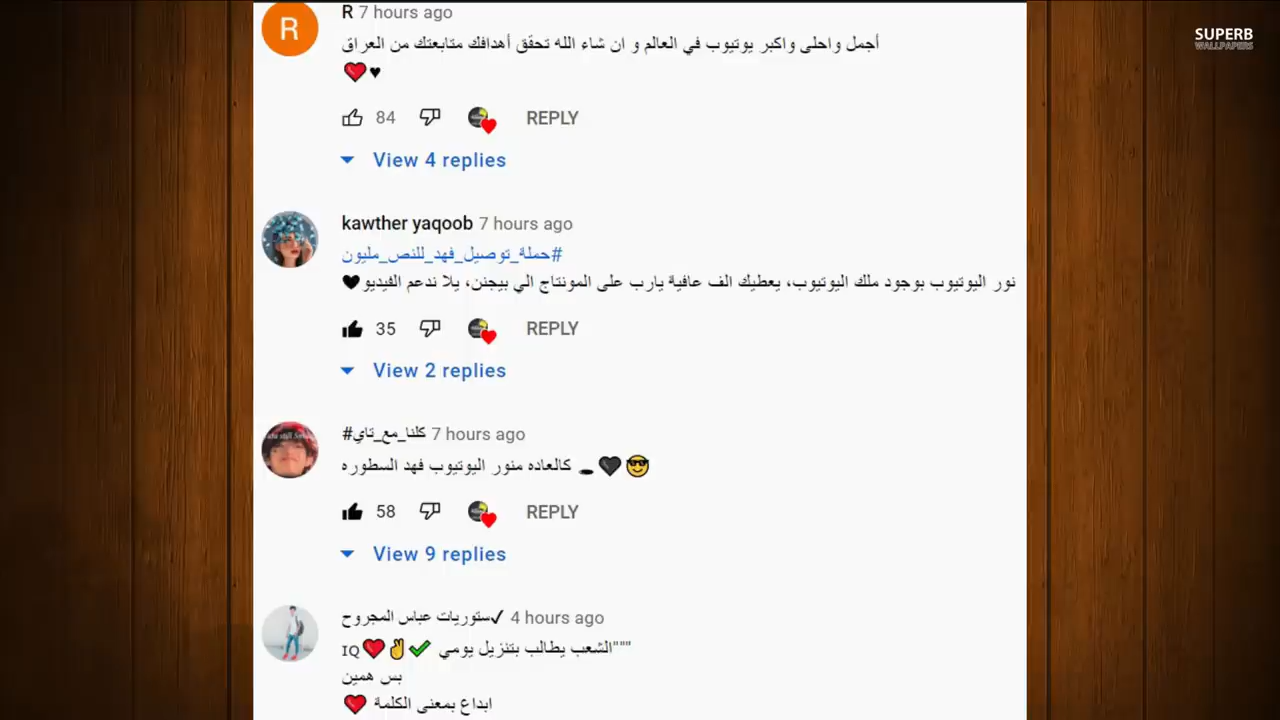 SUPERB
WALLPAPERS
R
R 7 hours ago
أجمل واحلى واكبر يوتيوب في العالم و ان شاء الله تحقق أهدافك متابعتك من العراق
❤️♥
84 REPLY
View 4 replies
kawther yaqoob 7 hours ago
#حملة_توصيل_فهد_للنص_مليون
نور اليوتيوب بوجود ملك اليوتيوب، يعطيك الف عافية يارب على المونتاج الي بيجنن، يلا ندعم الفيديو🖤
35 REPLY
View 2 replies
#كلنا_مع_تاي 7 hours ago
كالعاده منور اليوتيوب فهد السطوره 🕳🖤😎
58 REPLY
View 9 replies
ستوريات عباس المجروح✓ 4 hours ago
"""الشعب يطالب بتنزيل يومي ✔✌❤️IQ
بس همين
ابداع بمعنى الكلمة ❤️